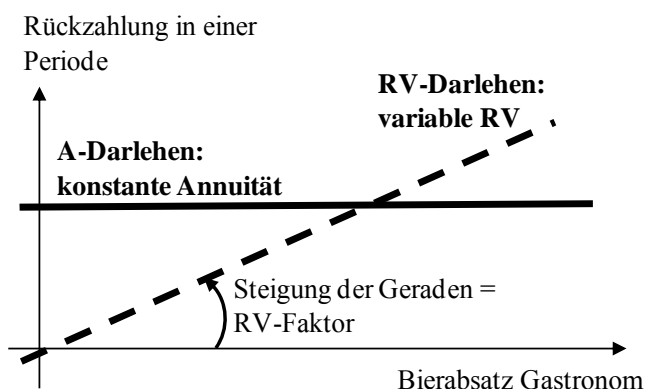 Rückzahlung in einer
Periode
RV-Darlehen:
variable RV
A-Darlehen:
konstante Annuität
Steigung der Geraden =
RV-Faktor
Bierabsatz Gastronom